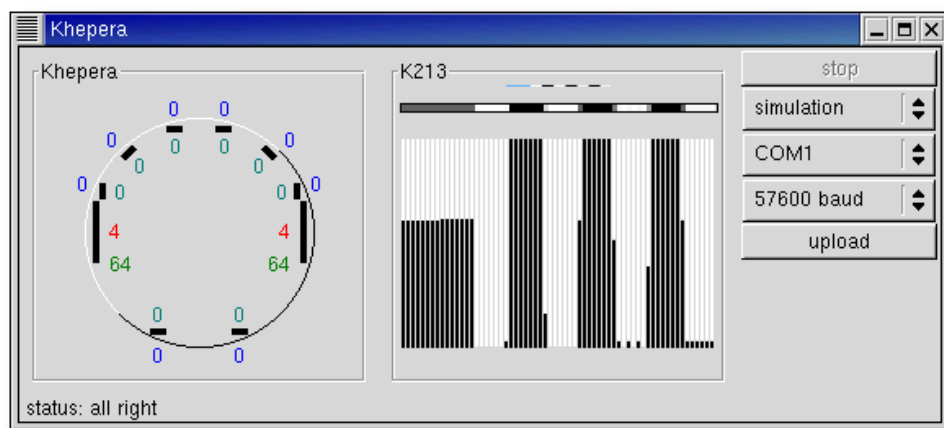 Khepera
Khepera
K213
stop
simulation
COM1
57600 baud
upload
0 0
0 0
0 0
0 0
0 0
0 0
4 4
64 64
0 0
0 0
status: all right